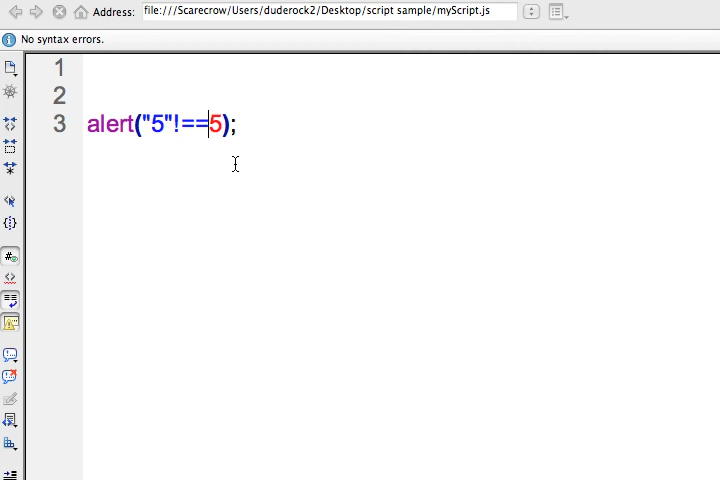 Address: file:///Scarecrow/Users/duderock2/Desktop/script sample/myScript.js
No syntax errors.
1
2
3 alert("5"!==5);